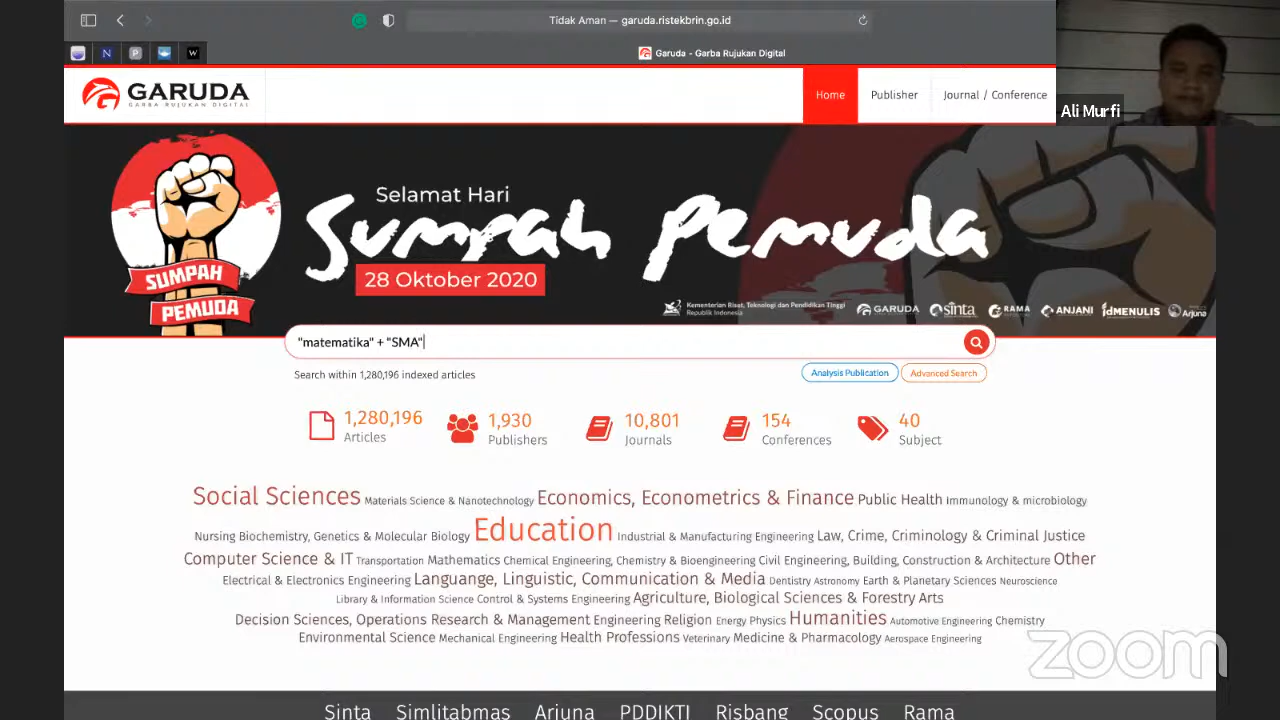 Tidak Aman — garuda.ristekbrin.go.id
N
P
W
Garuda - Garba Rujukan Digital
GARUDA
GARBA RUJUKAN DIGITAL
Home
Publisher
Journal / Conference
Ali Murfi
Selamat Hari
Sumpah Pemuda
28 Oktober 2020
SUMPAH
PEMUDA
Kementerian Riset, Teknologi dan Pendidikan Tinggi
Republik Indonesia
GARUDA
sinta
RAMA
ANJANI
idMENULIS
Arjuna
"matematika" + "SMA"
Search within 1,280,196 indexed articles
Analysis Publication
Advanced Search
1,280,196
Articles
1,930
Publishers
10,801
Journals
154
Conferences
40
Subject
Social Sciences Materials Science & Nanotechnology Economics, Econometrics & Finance Public Health Immunology & microbiology
Nursing Biochemistry, Genetics & Molecular Biology Education Industrial & Manufacturing Engineering Law, Crime, Criminology & Criminal Justice
Computer Science & IT Transportation Mathematics Chemical Engineering, Chemistry & Bioengineering Civil Engineering, Building, Construction & Architecture Other
Electrical & Electronics Engineering Languange, Linguistic, Communication & Media Dentistry Astronomy Earth & Planetary Sciences Neuroscience
Library & Information Science Control & Systems Engineering Agriculture, Biological Sciences & Forestry Arts
Decision Sciences, Operations Research & Management Engineering Religion Energy Physics Humanities Automotive Engineering Chemistry
Environmental Science Mechanical Engineering Health Professions Veterinary Medicine & Pharmacology Aerospace Engineering
zoom
Sinta Simlitabmas Arjuna PDDIKTI Risbang Scopus Rama